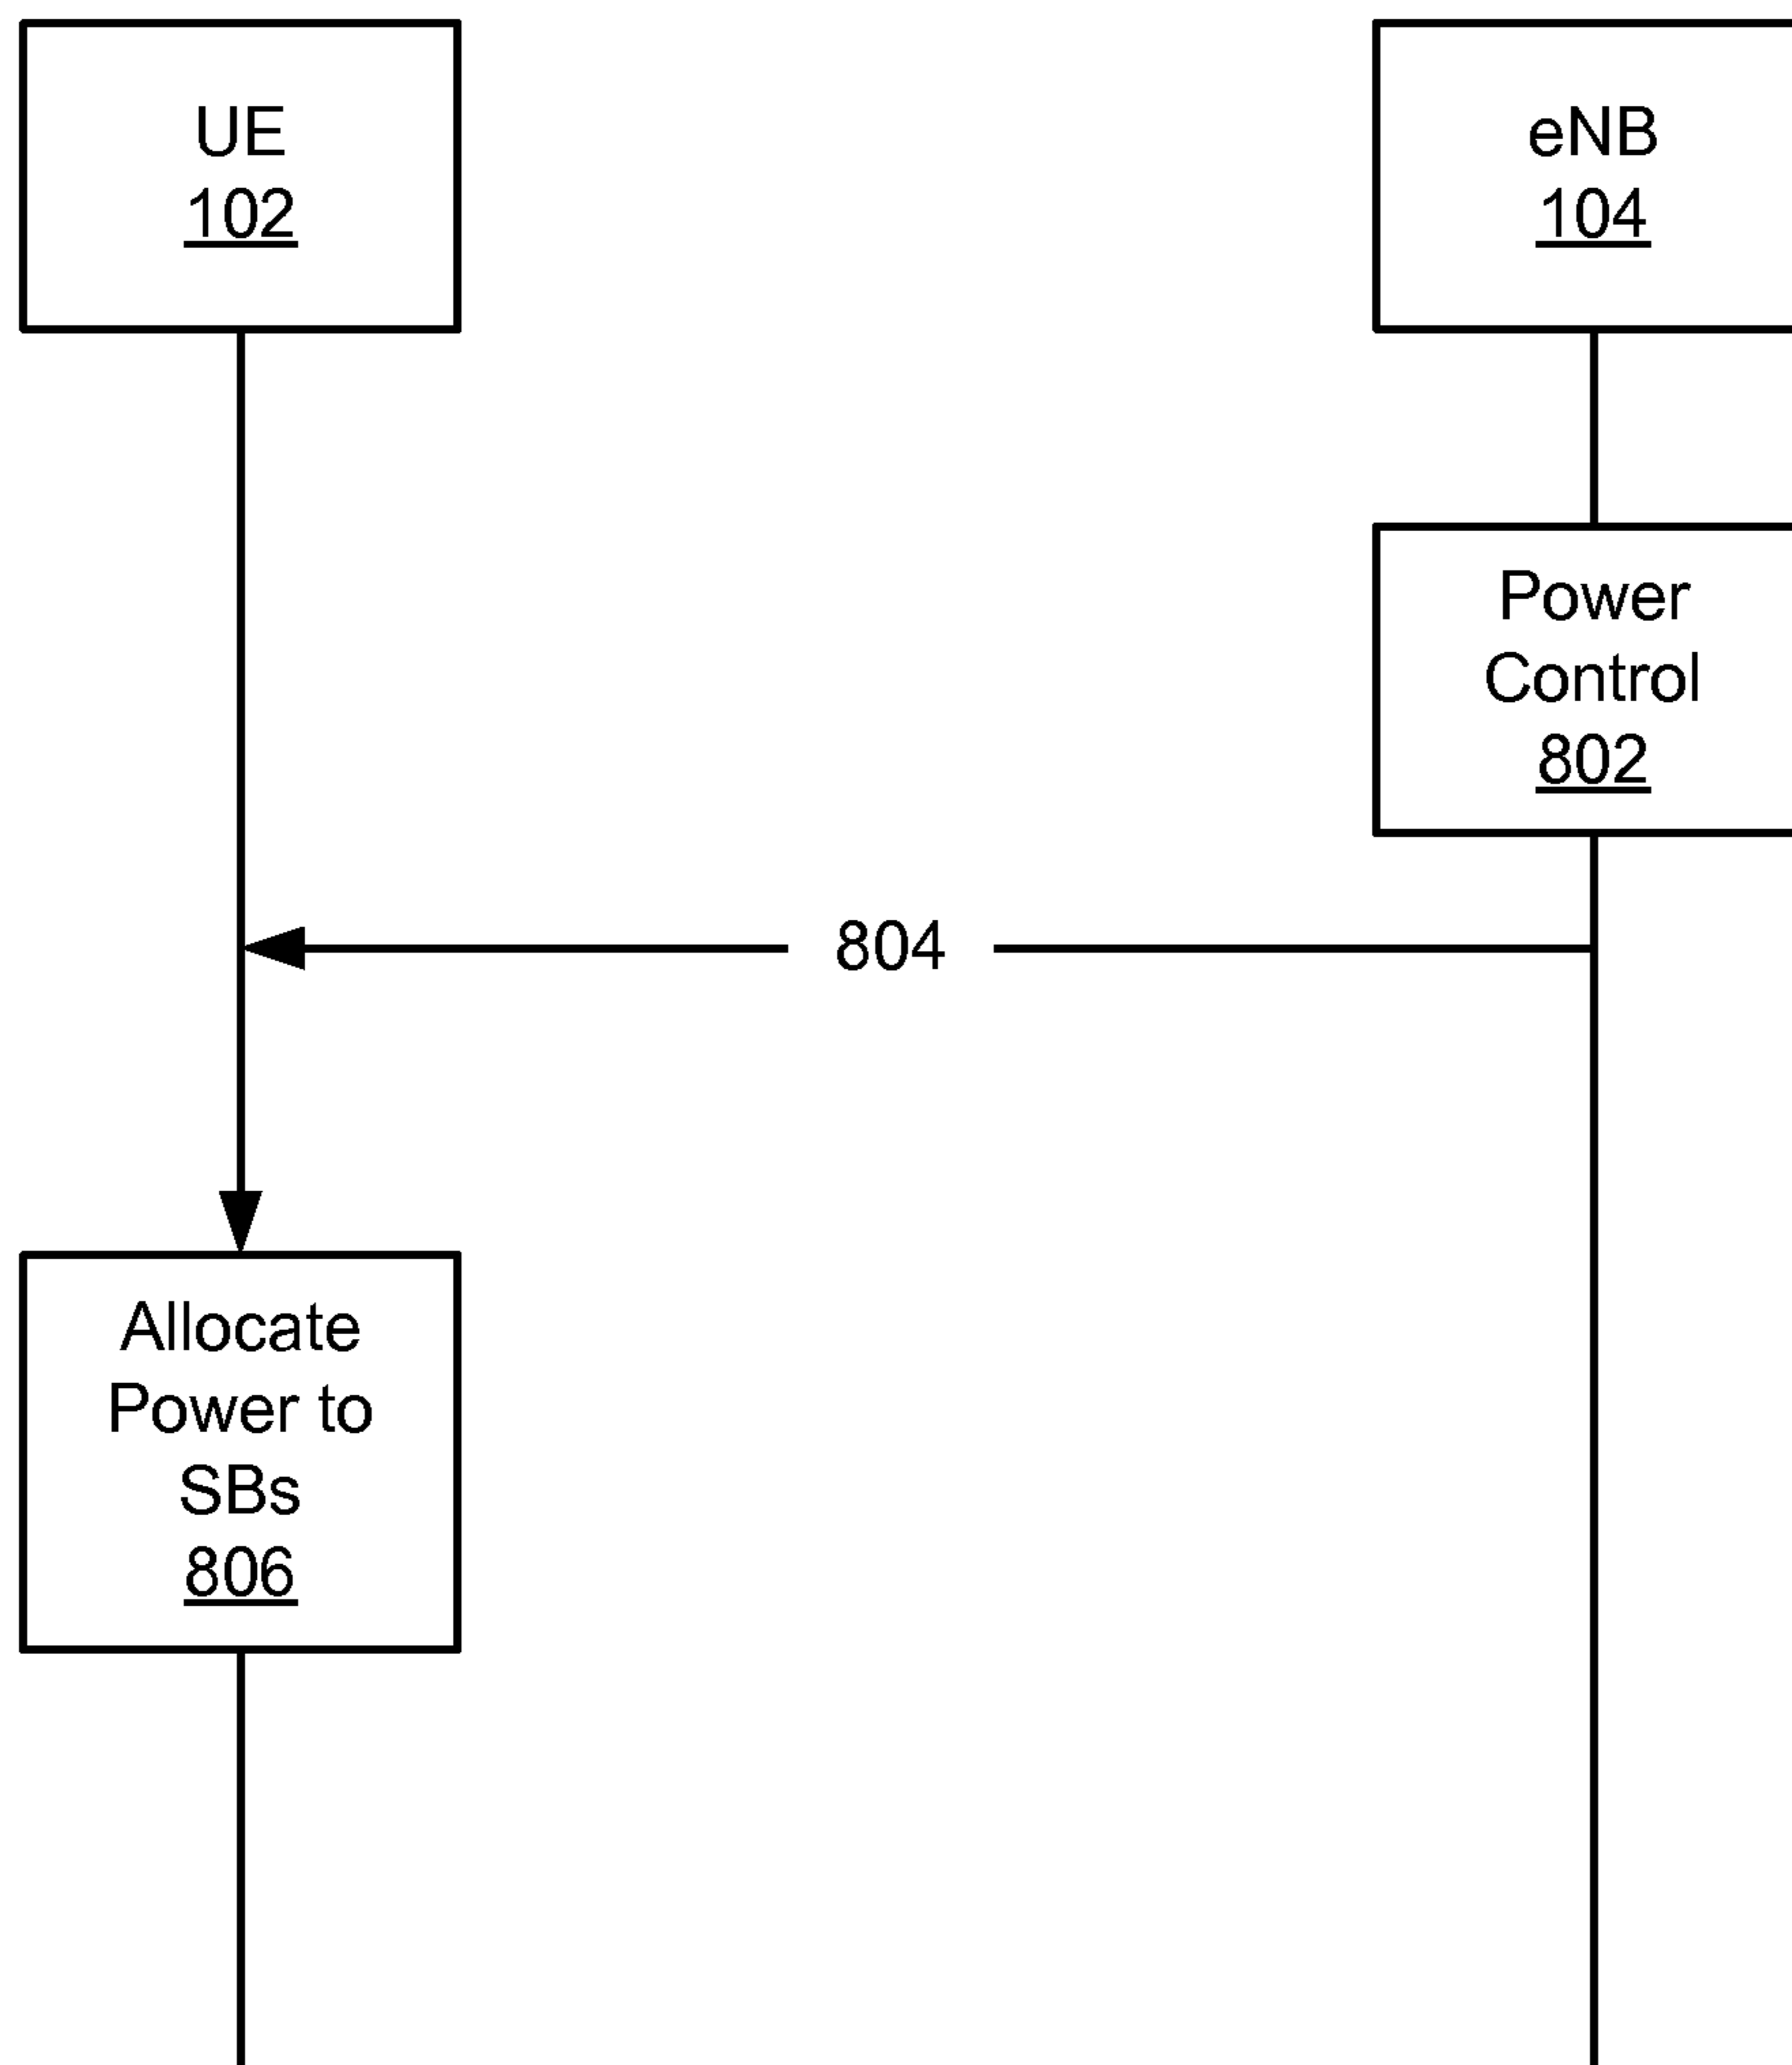 UE
102
eNB
104
Power
Control
802
804
Allocate
Power to
SBs
806